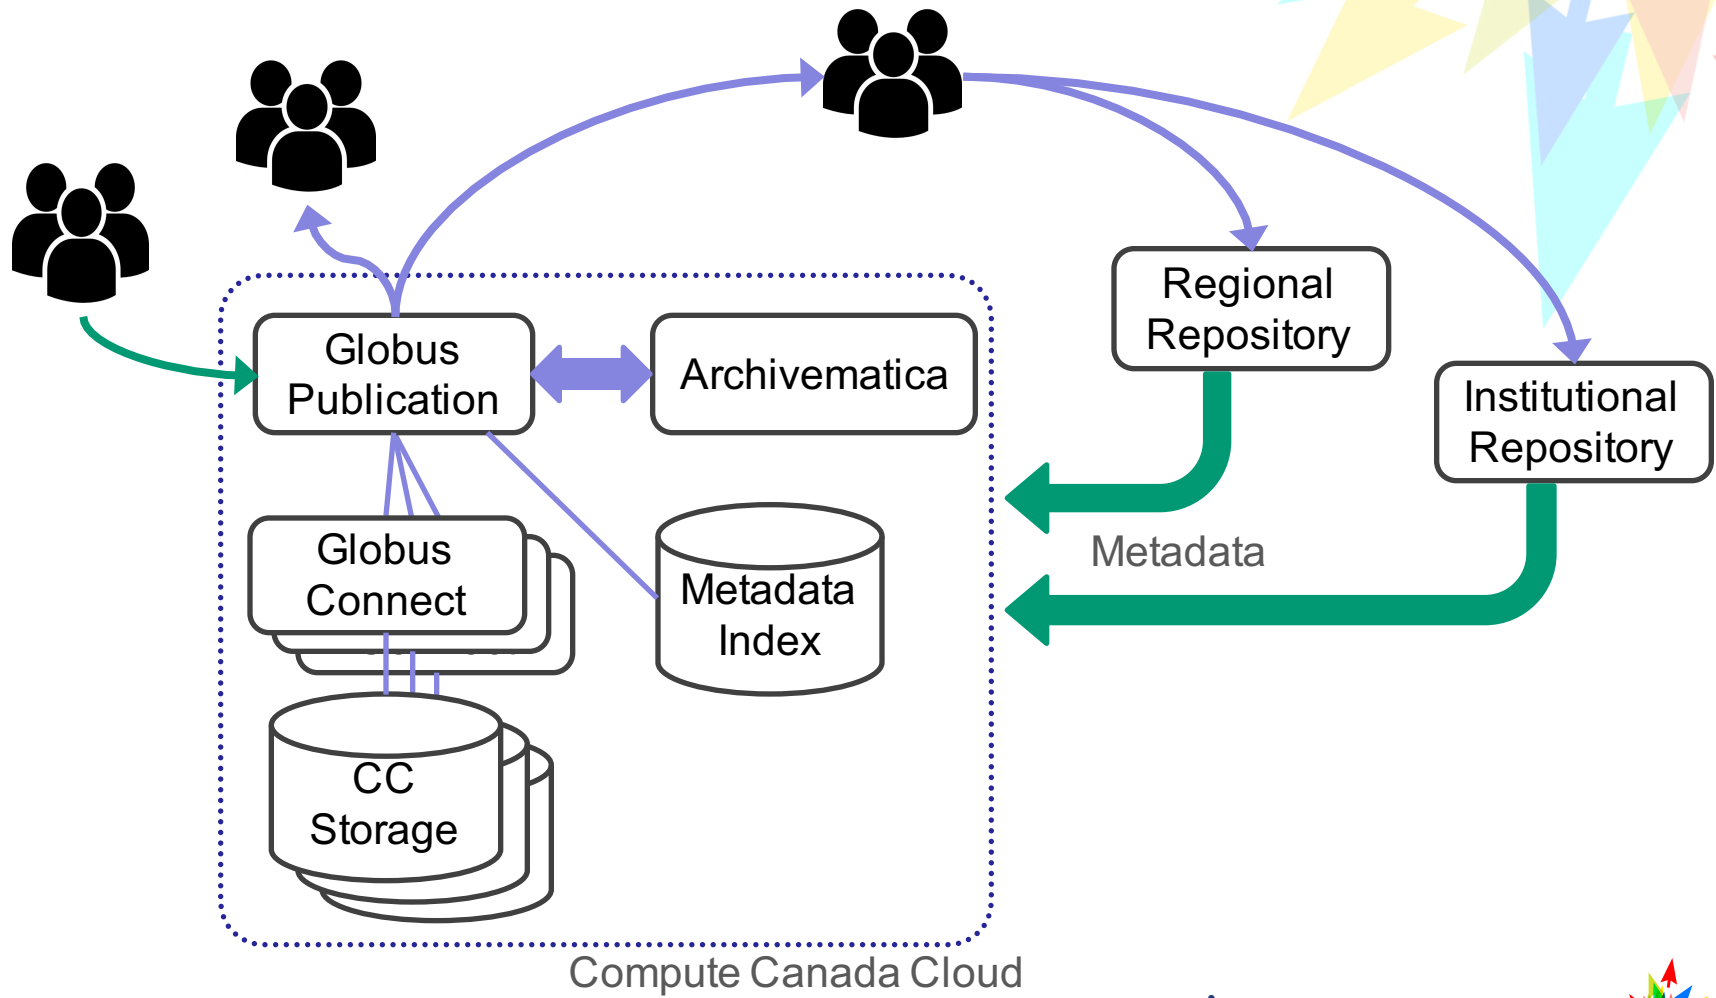 Globus
Publication
Archivematica
Regional
Repository
Institutional
Repository
Globus
Connect
Metadata
Index
Metadata
CC
Storage
Compute Canada Cloud